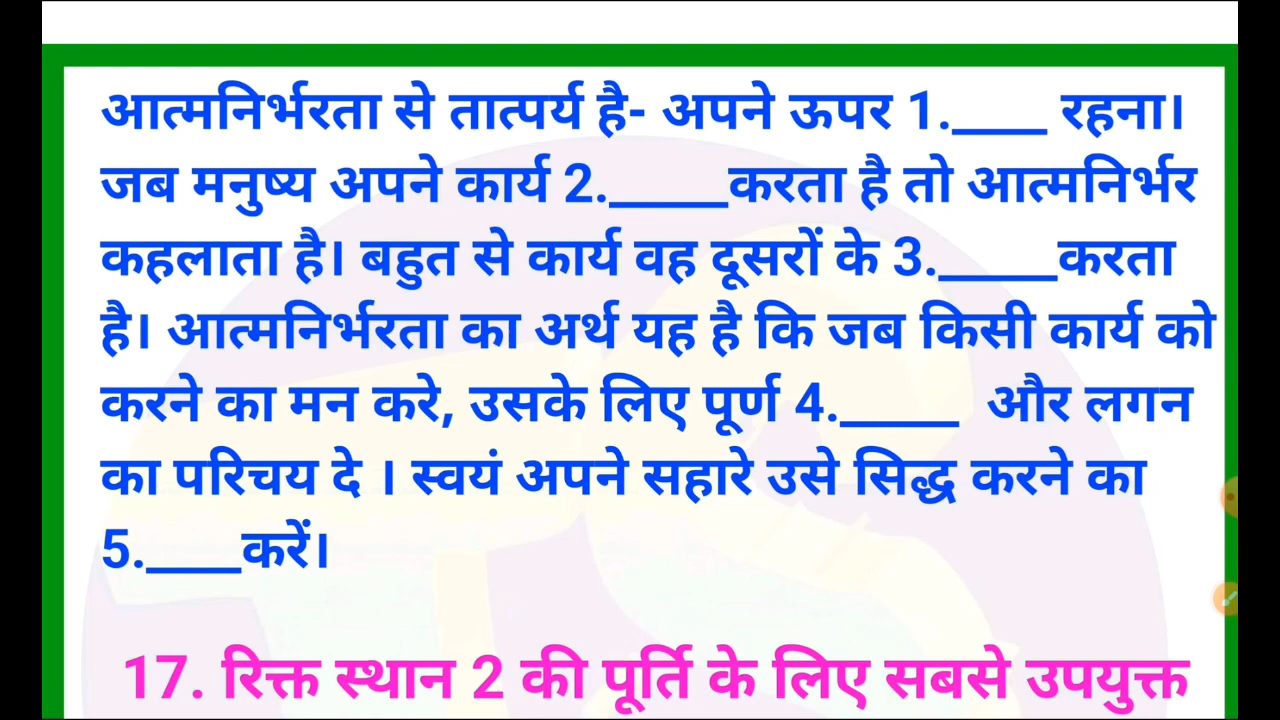 आत्मनिर्भरता से तात्पर्य है- अपने ऊपर 1.____ रहना।
जब मनुष्य अपने कार्य 2._____करता है तो आत्मनिर्भर
कहलाता है। बहुत से कार्य वह दूसरों के 3._____करता
है। आत्मनिर्भरता का अर्थ यह है कि जब किसी कार्य को
करने का मन करे, उसके लिए पूर्ण 4._____ और लगन
का परिचय दे । स्वयं अपने सहारे उसे सिद्ध करने का
5.____करें।
17. रिक्त स्थान 2 की पूर्ति के लिए सबसे उपयुक्त